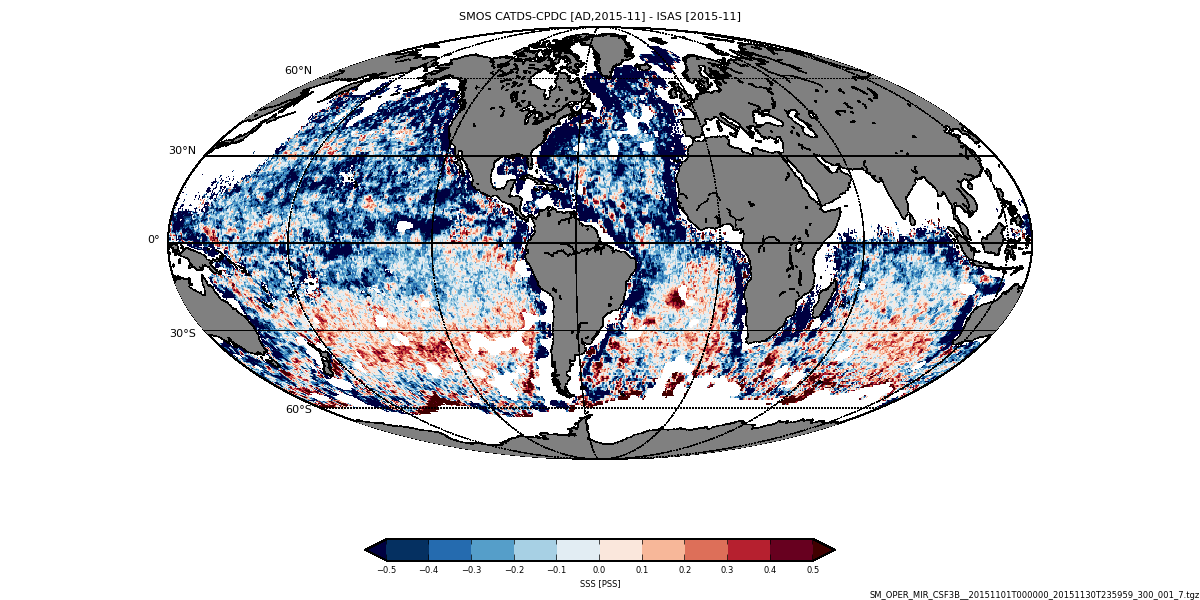 SMOS CATDS-CPDC [AD,2015-11] - ISAS [2015-11]
60°N
30°N
0°
30°S
60°S
−0.5 −0.4 −0.3 −0.2 −0.1 0.0 0.1 0.2 0.3 0.4 0.5
SSS [PSS]
SM_OPER_MIR_CSF3B__20151101T000000_20151130T235959_300_001_7.tgz